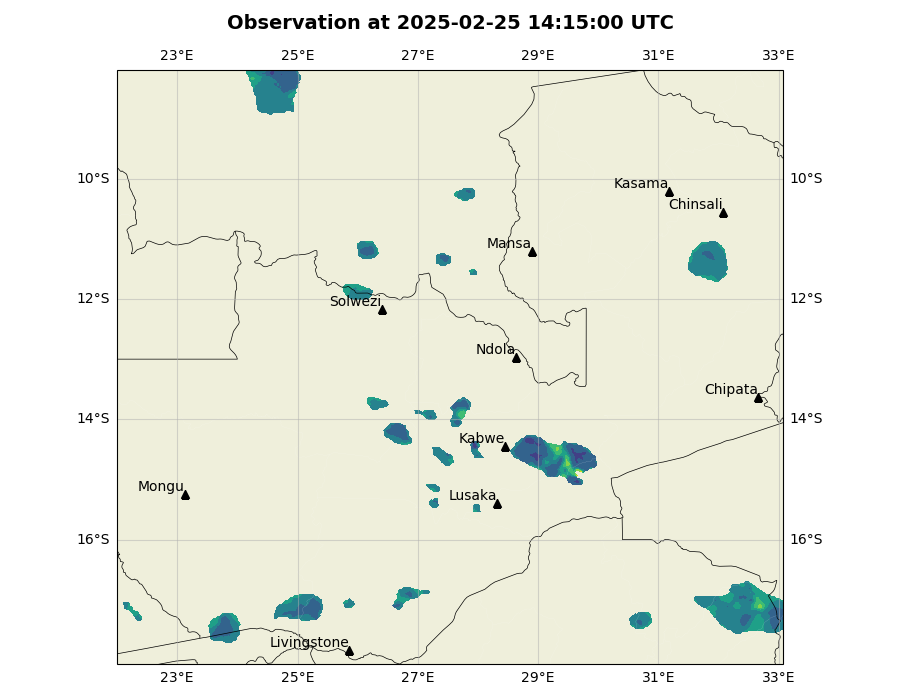 Observation at 2025-02-25 14:15:00 UTC
23°E 25°E 27°E 29°E 31°E 33°E
10°S 10°S
Kasama
Chinsali
Mansa
12°S 12°S
Solwezi
Ndola
Chipata
14°S 14°S
Kabwe
Mongu
Lusaka
16°S 16°S
Livingstone
23°E 25°E 27°E 29°E 31°E 33°E